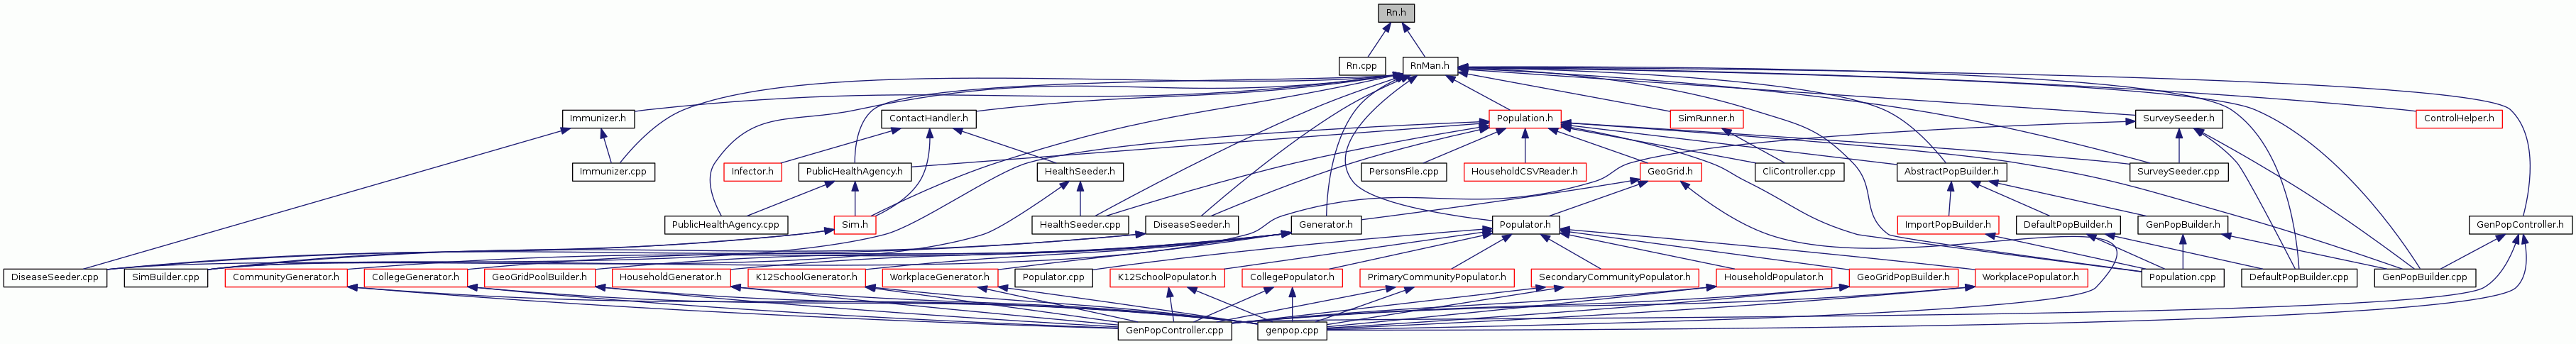 Rn.h
Rn.cpp
RnMan.h
Immunizer.h
ContactHandler.h
Population.h
SimRunner.h
SurveySeeder.h
ControlHelper.h
Immunizer.cpp
Infector.h
PublicHealthAgency.h
HealthSeeder.h
PersonsFile.cpp
HouseholdCSVReader.h
GeoGrid.h
CliController.cpp
AbstractPopBuilder.h
SurveySeeder.cpp
PublicHealthAgency.cpp
Sim.h
HealthSeeder.cpp
DiseaseSeeder.h
Generator.h
Populator.h
ImportPopBuilder.h
DefaultPopBuilder.h
GenPopBuilder.h
GenPopController.h
DiseaseSeeder.cpp
SimBuilder.cpp
CommunityGenerator.h
CollegeGenerator.h
GeoGridPoolBuilder.h
HouseholdGenerator.h
K12SchoolGenerator.h
WorkplaceGenerator.h
Populator.cpp
K12SchoolPopulator.h
CollegePopulator.h
PrimaryCommunityPopulator.h
SecondaryCommunityPopulator.h
HouseholdPopulator.h
GeoGridPopBuilder.h
WorkplacePopulator.h
Population.cpp
DefaultPopBuilder.cpp
GenPopBuilder.cpp
GenPopController.cpp
genpop.cpp